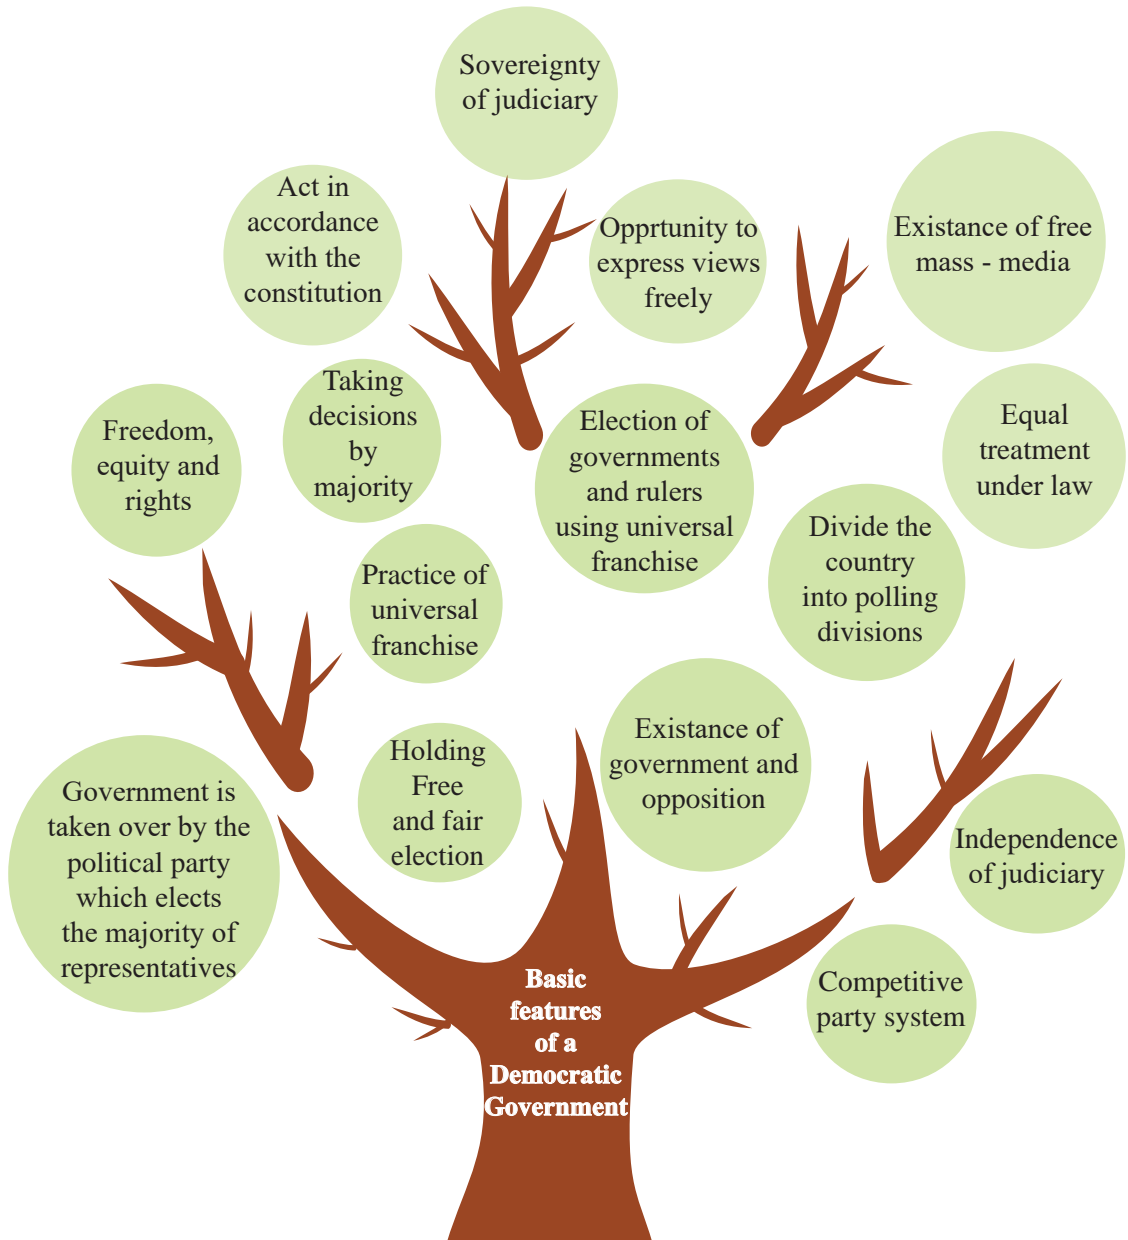 Sovereignty
of judiciary
Act in
accordance
with the
constitution
Opprtunity to
express views
freely
Existance of free
mass - media
Taking
decisions
by
majority
Freedom,
equity and
rights
Election of
governments
and rulers
using universal
franchise
Equal
treatment
under law
Divide the
country
into polling
divisions
Practice of
universal
franchise
Existance of
government and
opposition
Holding
Free
and fair
election
Government is
taken over by the
political party
which elects
the majority of
representatives
Independence
of judiciary
Competitive
party system
Basic
features
of a
Democratic
Government